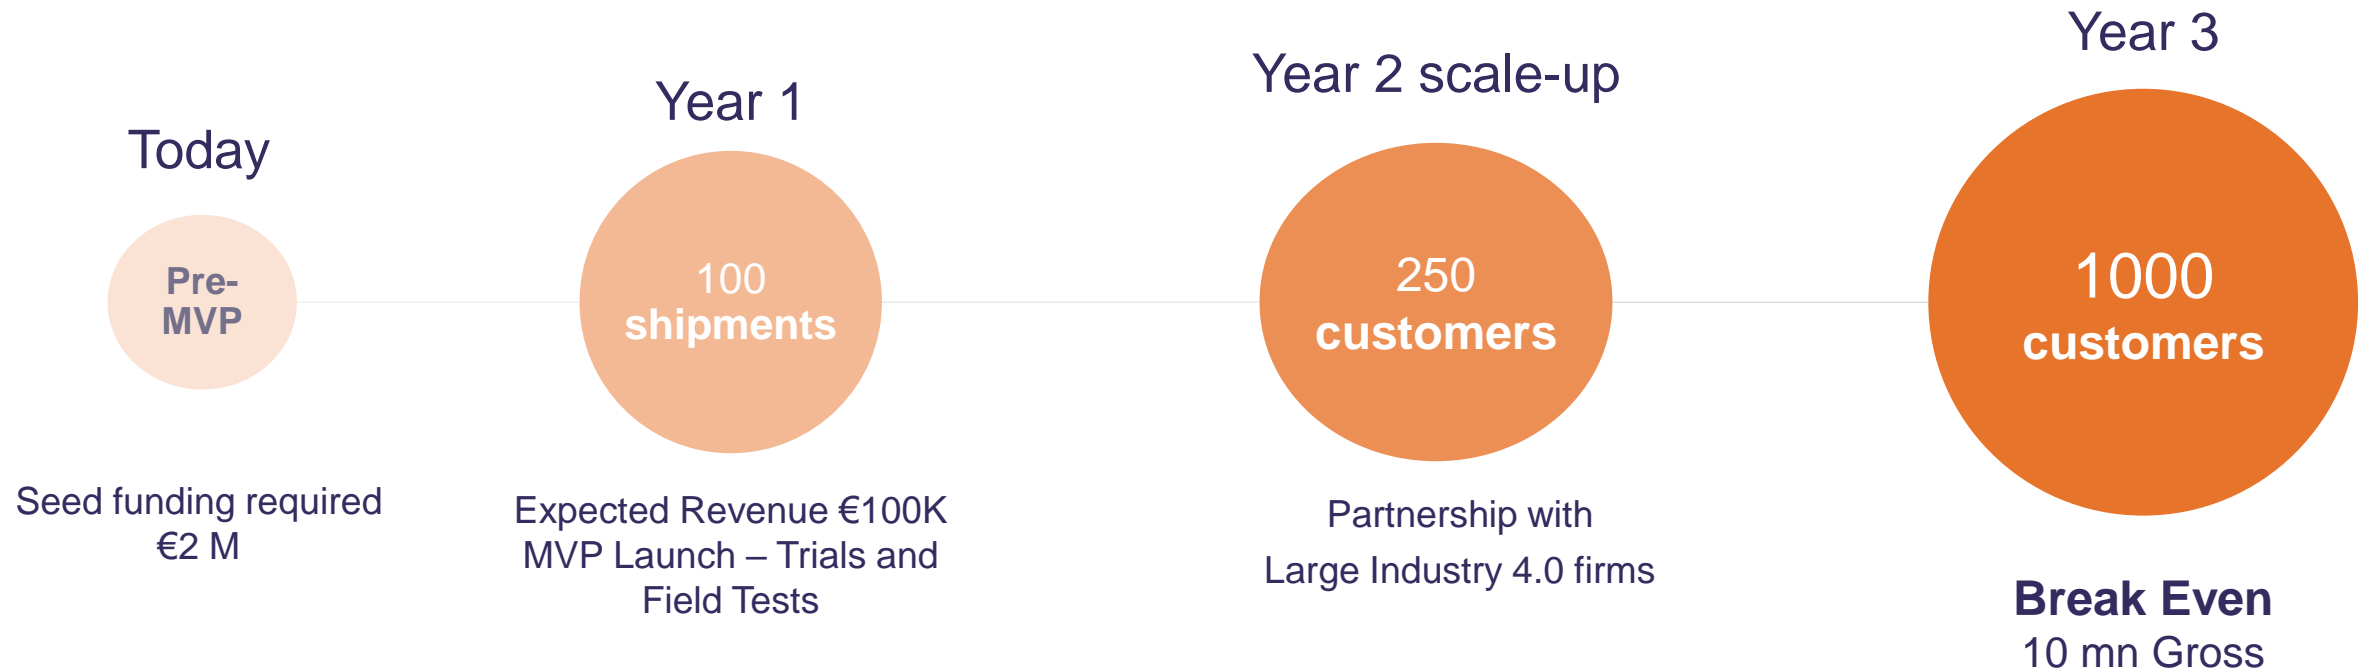 Today
Pre-
MVP
Seed funding required
€2 M
Year 1
100
shipments
Expected Revenue €100K
MVP Launch – Trials and
Field Tests
Year 2 scale-up
250
customers
Partnership with
Large Industry 4.0 firms
Year 3
1000
customers
Break Even
10 mn Gross